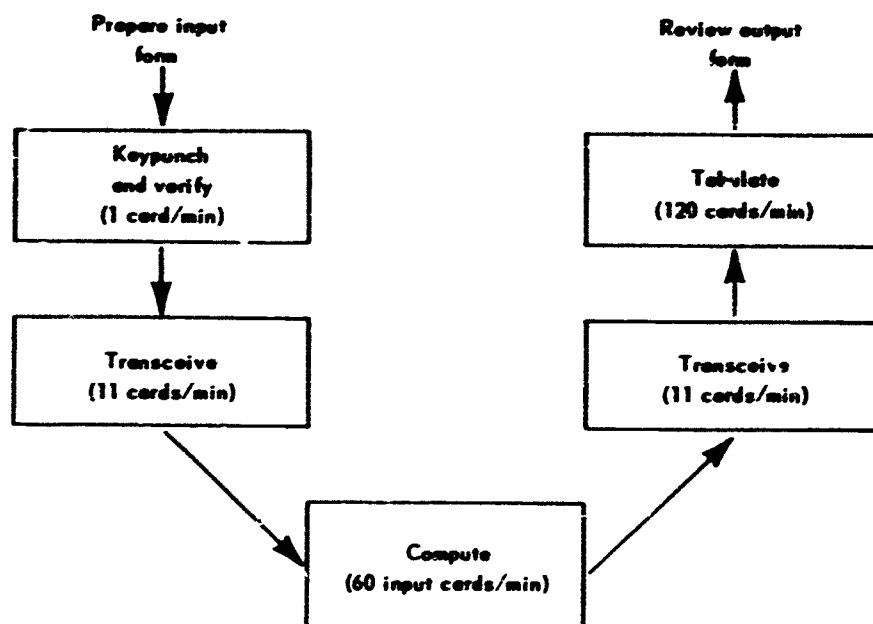 Prepare input
form
Keypunch
and verify
(1 card/min)
Transceive
(11 cards/min)
Compute
(60 input cards/min)
Transceive
(11 cards/min)
Tabulate
(120 cards/min)
Review output
form